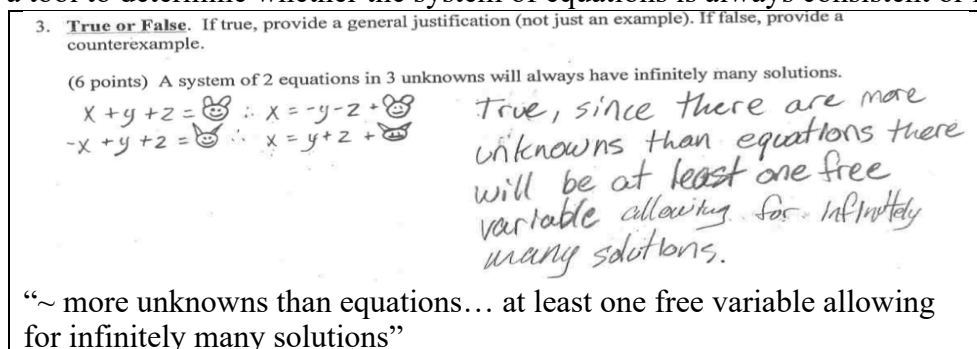 a tool to determine whether the system of equations is always consistent or
3. True or False. If true, provide a general justification (not just an example). If false, provide a
counterexample.
(6 points) A system of 2 equations in 3 unknowns will always have infinitely many solutions.
x + y + z = ∴ x = -y - z +
-x + y + z = ∴ x = y + z +
True, since there are more
unknowns than equations there
will be at least one free
variable allowing for infinitely
many solutions.
“~ more unknowns than equations… at least one free variable allowing
for infinitely many solutions”